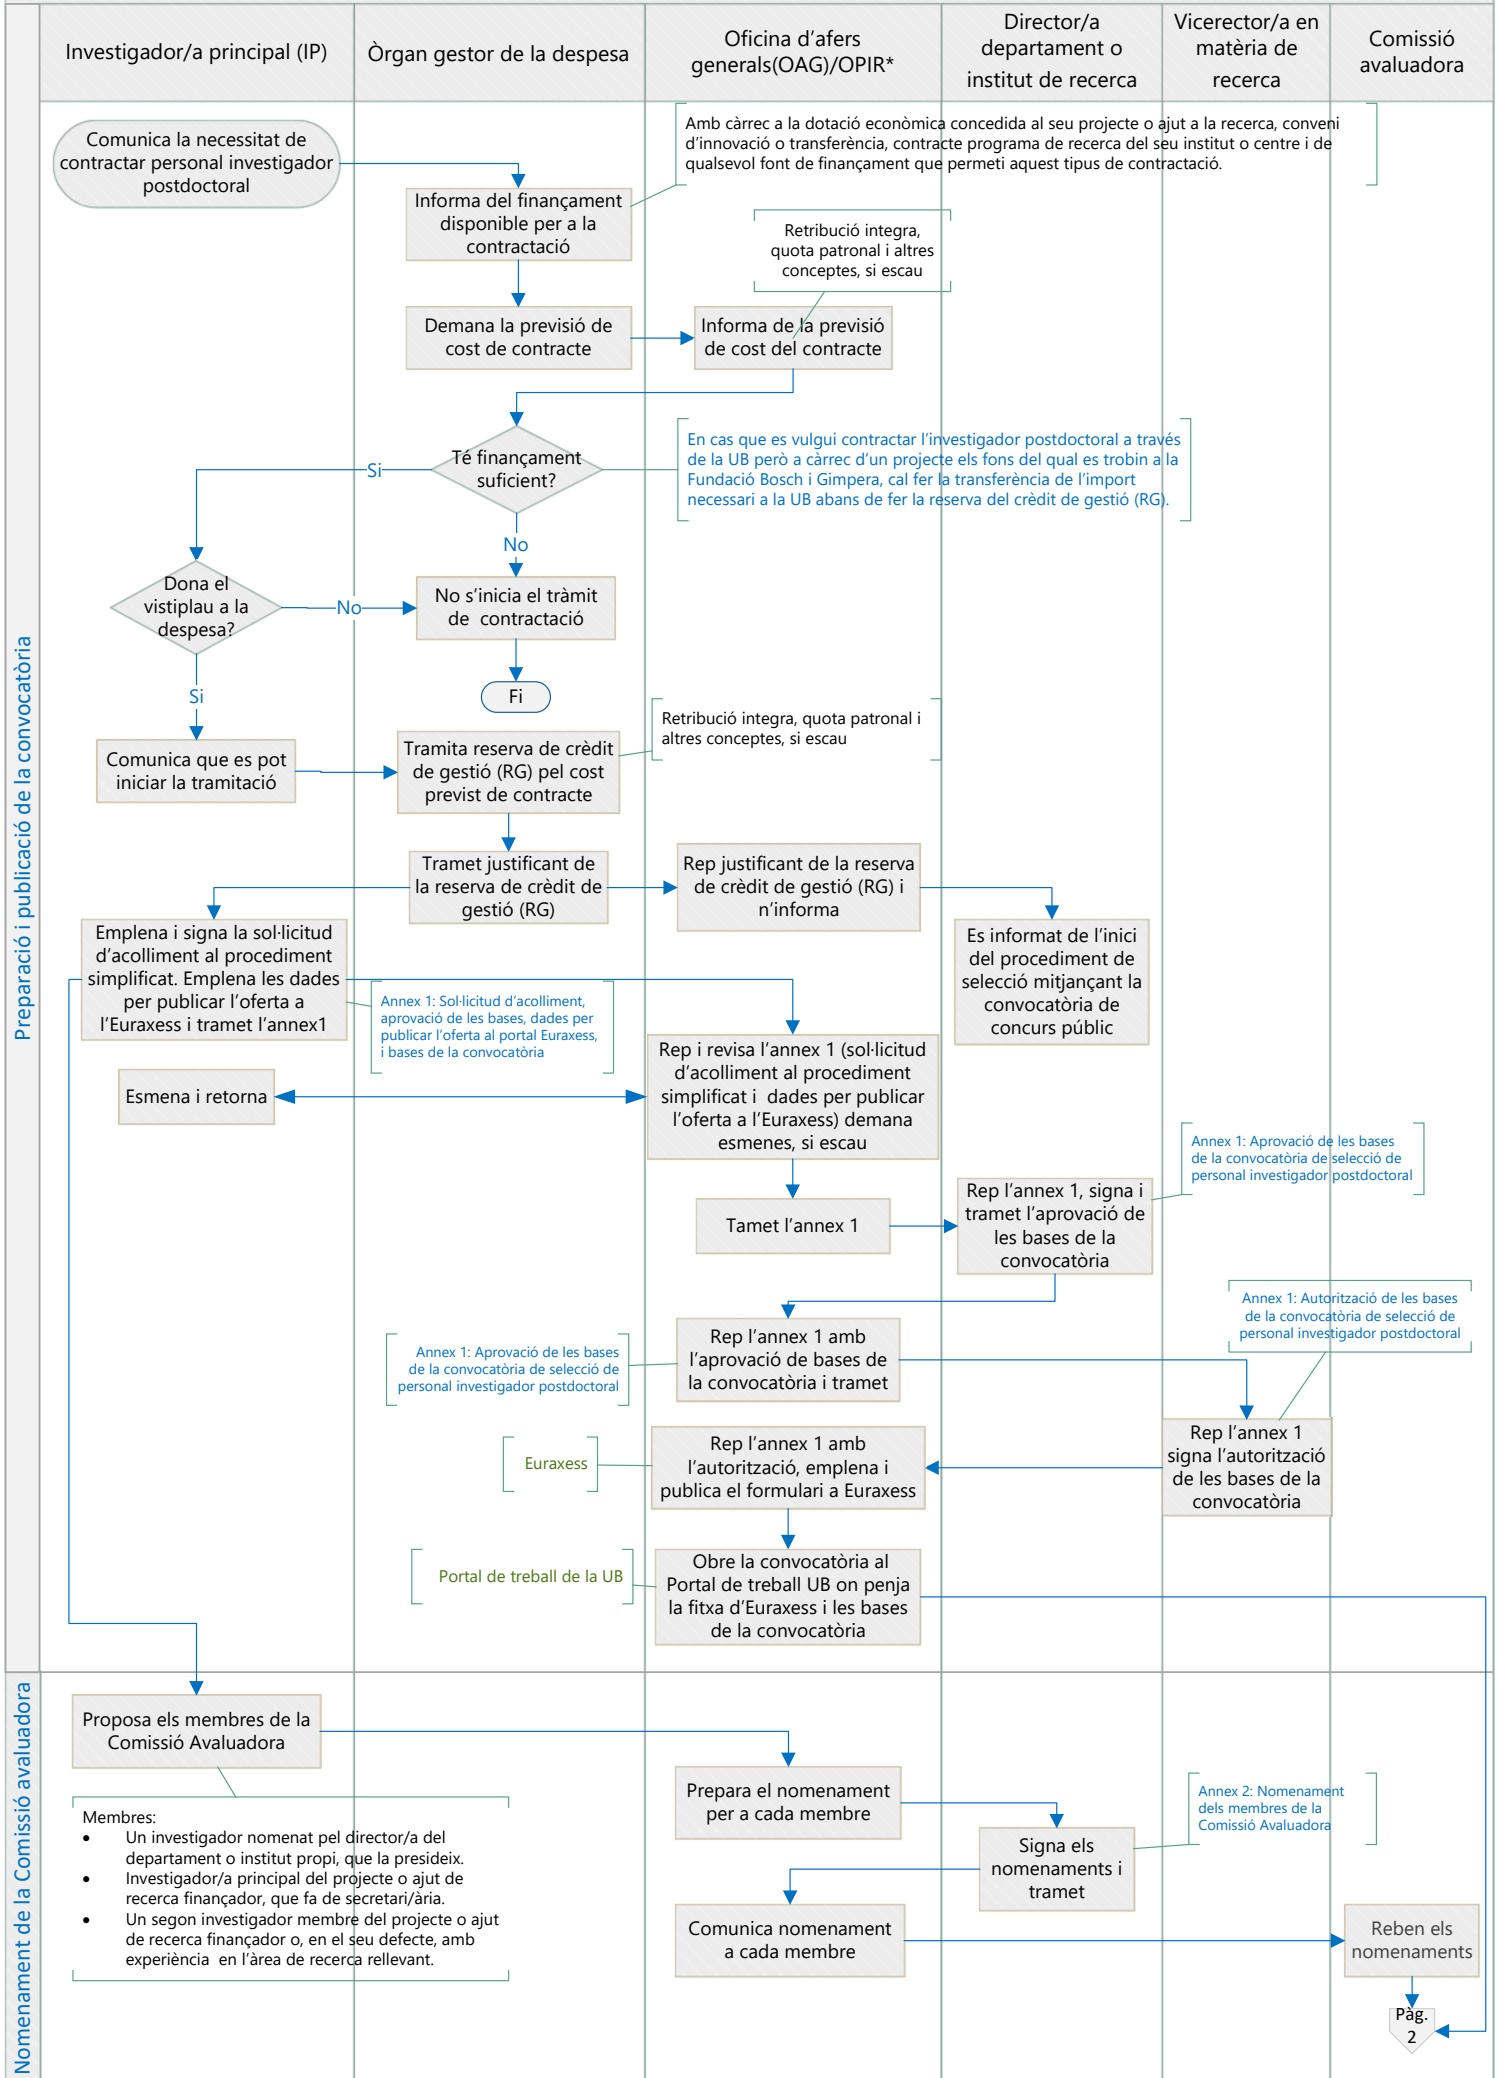 Investigador/a principal (IP)
Òrgan gestor de la despesa
Oficina d'afers
generals(OAG)/OPIR*
Director/a
departament o
institut de recerca
Vicerector/a en
matèria de
recerca
Comissió
avaluadora
Preparació i publicació de la convocatòria
Comunica la necessitat de
contractar personal investigador
postdoctoral
Amb càrrec a la dotació econòmica concedida al seu projecte o ajut a la recerca, conveni
d'innovació o transferència, contracte programa de recerca del seu institut o centre i de
qualsevol font de finançament que permeti aquest tipus de contractació.
Informa del finançament
disponible per a la
contractació
Retribució integra,
quota patronal i altres
conceptes, si escau
Demana la previsió de
cost de contracte
Informa de la previsió
de cost del contracte
Té finançament
suficient?
En cas que es vulgui contractar l'investigador postdoctoral a través
de la UB però a càrrec d'un projecte els fons del qual es trobin a la
Fundació Bosch i Gimpera, cal fer la transferència de l'import
necessari a la UB abans de fer la reserva del crèdit de gestió (RG).
Si
No
Dona el
vistiplau a la
despesa?
No
No s'inicia el tràmit
de contractació
Si
Fi
Comunica que es pot
iniciar la tramitació
Tramita reserva de crèdit
de gestió (RG) pel cost
previst de contracte
Retribució integra, quota patronal i
altres conceptes, si escau
Tramet justificant de
la reserva de crèdit de
gestió (RG)
Rep justificant de la reserva
de crèdit de gestió (RG) i
n'informa
Emplena i signa la sol·licitud
d'acolliment al procediment
simplificat. Emplena les dades
per publicar l'oferta a
l'Euraxess i tramet l'annex1
Es informat de l'inici
del procediment de
selecció mitjançant la
convocatòria de
concurs públic
Annex 1: Sol·licitud d'acolliment,
aprovació de les bases, dades per
publicar l'oferta al portal Euraxess,
i bases de la convocatòria
Esmena i retorna
Rep i revisa l'annex 1 (sol·licitud
d'acolliment al procediment
simplificat i dades per publicar
l'oferta a l'Euraxess) demana
esmenes, si escau
Annex 1: Aprovació de les bases
de la convocatòria de selecció de
personal investigador postdoctoral
Tamet l'annex 1
Rep l'annex 1, signa i
tramet l'aprovació de
les bases de la
convocatòria
Annex 1: Autorització de les bases
de la convocatòria de selecció de
personal investigador postdoctoral
Annex 1: Aprovació de les bases
de la convocatòria de selecció de
personal investigador postdoctoral
Rep l'annex 1 amb
l'aprovació de bases de
la convocatòria i tramet
Rep l'annex 1
signa l'autorització
de les bases de la
convocatòria
Euraxess
Rep l'annex 1 amb
l'autorització, emplena i
publica el formulari a Euraxess
Portal de treball de la UB
Obre la convocatòria al
Portal de treball UB on penja
la fitxa d'Euraxess i les bases
de la convocatòria
Nomenament de la Comissió avaluadora
Proposa els membres de la
Comissió Avaluadora
Prepara el nomenament
per a cada membre
Annex 2: Nomenament
dels membres de la
Comissió Avaluadora
Membres:
• Un investigador nomenat pel director/a del
departament o institut propi, que la presideix.
• Investigador/a principal del projecte o ajut de
recerca finançador, que fa de secretari/ària.
• Un segon investigador membre del projecte o ajut
de recerca finançador o, en el seu defecte, amb
experiència en l'àrea de recerca rellevant.
Signa els
nomenaments i
tramet
Comunica nomenament
a cada membre
Reben els
nomenaments
Pàg.
2